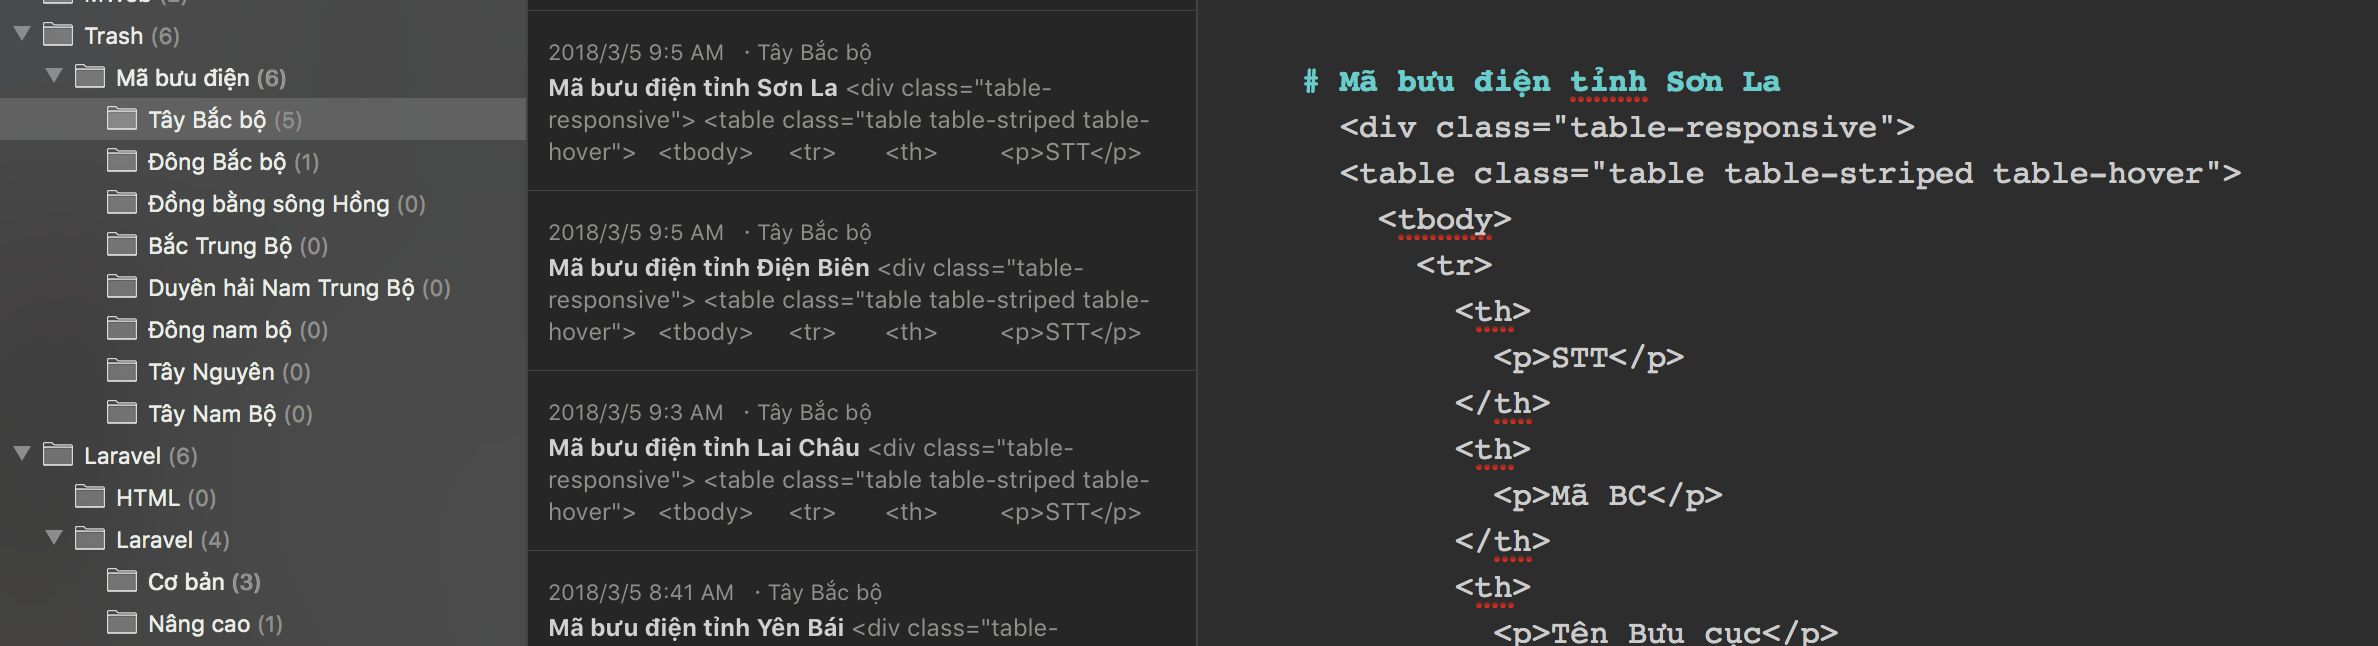 Trash (6)
Mã bưu điện (6)
Tây Bắc bộ (5)
Đông Bắc bộ (1)
Đồng bằng sông Hồng (0)
Bắc Trung Bộ (0)
Duyên hải Nam Trung Bộ (0)
Đông nam bộ (0)
Tây Nguyên (0)
Tây Nam Bộ (0)
Laravel (6)
HTML (0)
Laravel (4)
Cơ bản (3)
Nâng cao (1)
2018/3/5 9:5 AM · Tây Bắc bộ
Mã bưu điện tỉnh Sơn La <div class="table-
responsive"> <table class="table table-striped table-
hover"> <tbody> <tr> <th> <p>STT</p>
2018/3/5 9:5 AM · Tây Bắc bộ
Mã bưu điện tỉnh Điện Biên <div class="table-
responsive"> <table class="table table-striped table-
hover"> <tbody> <tr> <th> <p>STT</p>
2018/3/5 9:3 AM · Tây Bắc bộ
Mã bưu điện tỉnh Lai Châu <div class="table-
responsive"> <table class="table table-striped table-
hover"> <tbody> <tr> <th> <p>STT</p>
2018/3/5 8:41 AM · Tây Bắc bộ
Mã bưu điện tỉnh Yên Bái <div class="table-
# Mã bưu điện tỉnh Sơn La
<div class="table-responsive">
<table class="table table-striped table-hover">
<tbody>
<tr>
<th>
<p>STT</p>
</th>
<th>
<p>Mã BC</p>
</th>
<th>
<p>Tên Bưu cục</p>